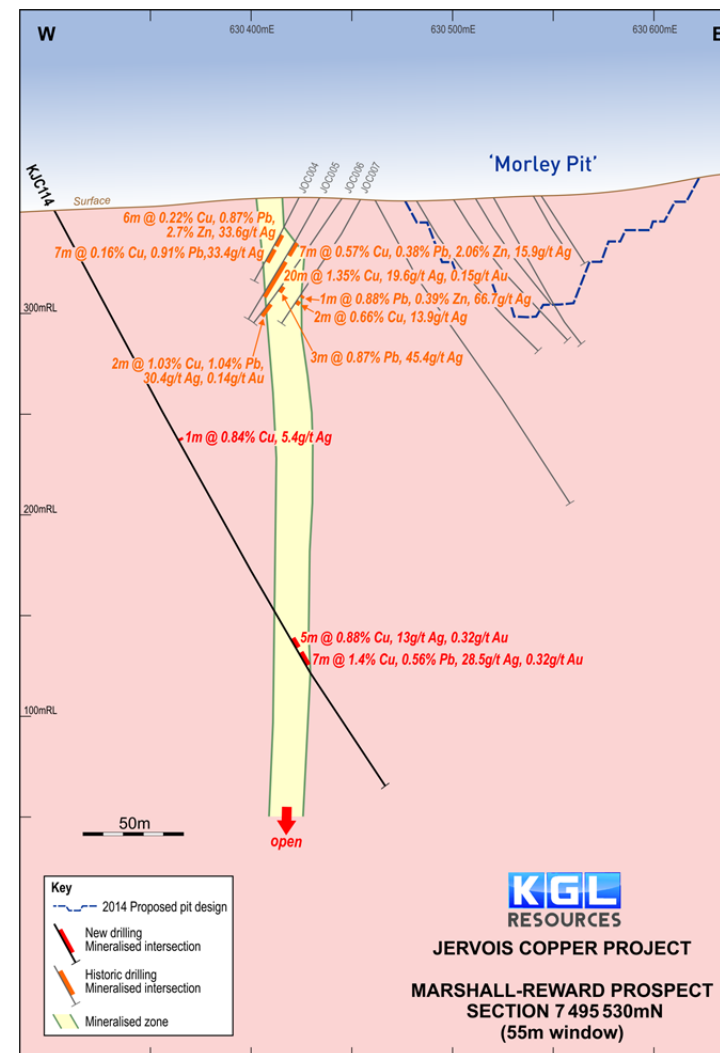 W
630 400mE
630 500mE
630 600mE
E
KJC114
JOC004
JOC005
JOC006
JOC007
'Morley Pit'
Surface
6m @ 0.22% Cu, 0.87% Pb,
2.7% Zn, 33.6g/t Ag
7m @ 0.16% Cu, 0.91% Pb,33.4g/t Ag
7m @ 0.57% Cu, 0.38% Pb, 2.06% Zn, 15.9g/t Ag
20m @ 1.35% Cu, 19.6g/t Ag, 0.15g/t Au
1m @ 0.88% Pb, 0.39% Zn, 66.7g/t Ag
2m @ 0.66% Cu, 13.9g/t Ag
300mRL
3m @ 0.87% Pb, 45.4g/t Ag
2m @ 1.03% Cu, 1.04% Pb,
30.4g/t Ag, 0.14g/t Au
1m @ 0.84% Cu, 5.4g/t Ag
200mRL
5m @ 0.88% Cu, 13g/t Ag, 0.32g/t Au
7m @ 1.4% Cu, 0.56% Pb, 28.5g/t Ag, 0.32g/t Au
100mRL
50m
open
Key
2014 Proposed pit design
New drilling
Mineralised intersection
Historic drilling
Mineralised intersection
Mineralised zone
KGL
RESOURCES
JERVOIS COPPER PROJECT
MARSHALL-REWARD PROSPECT
SECTION 7 495 530mN
(55m window)